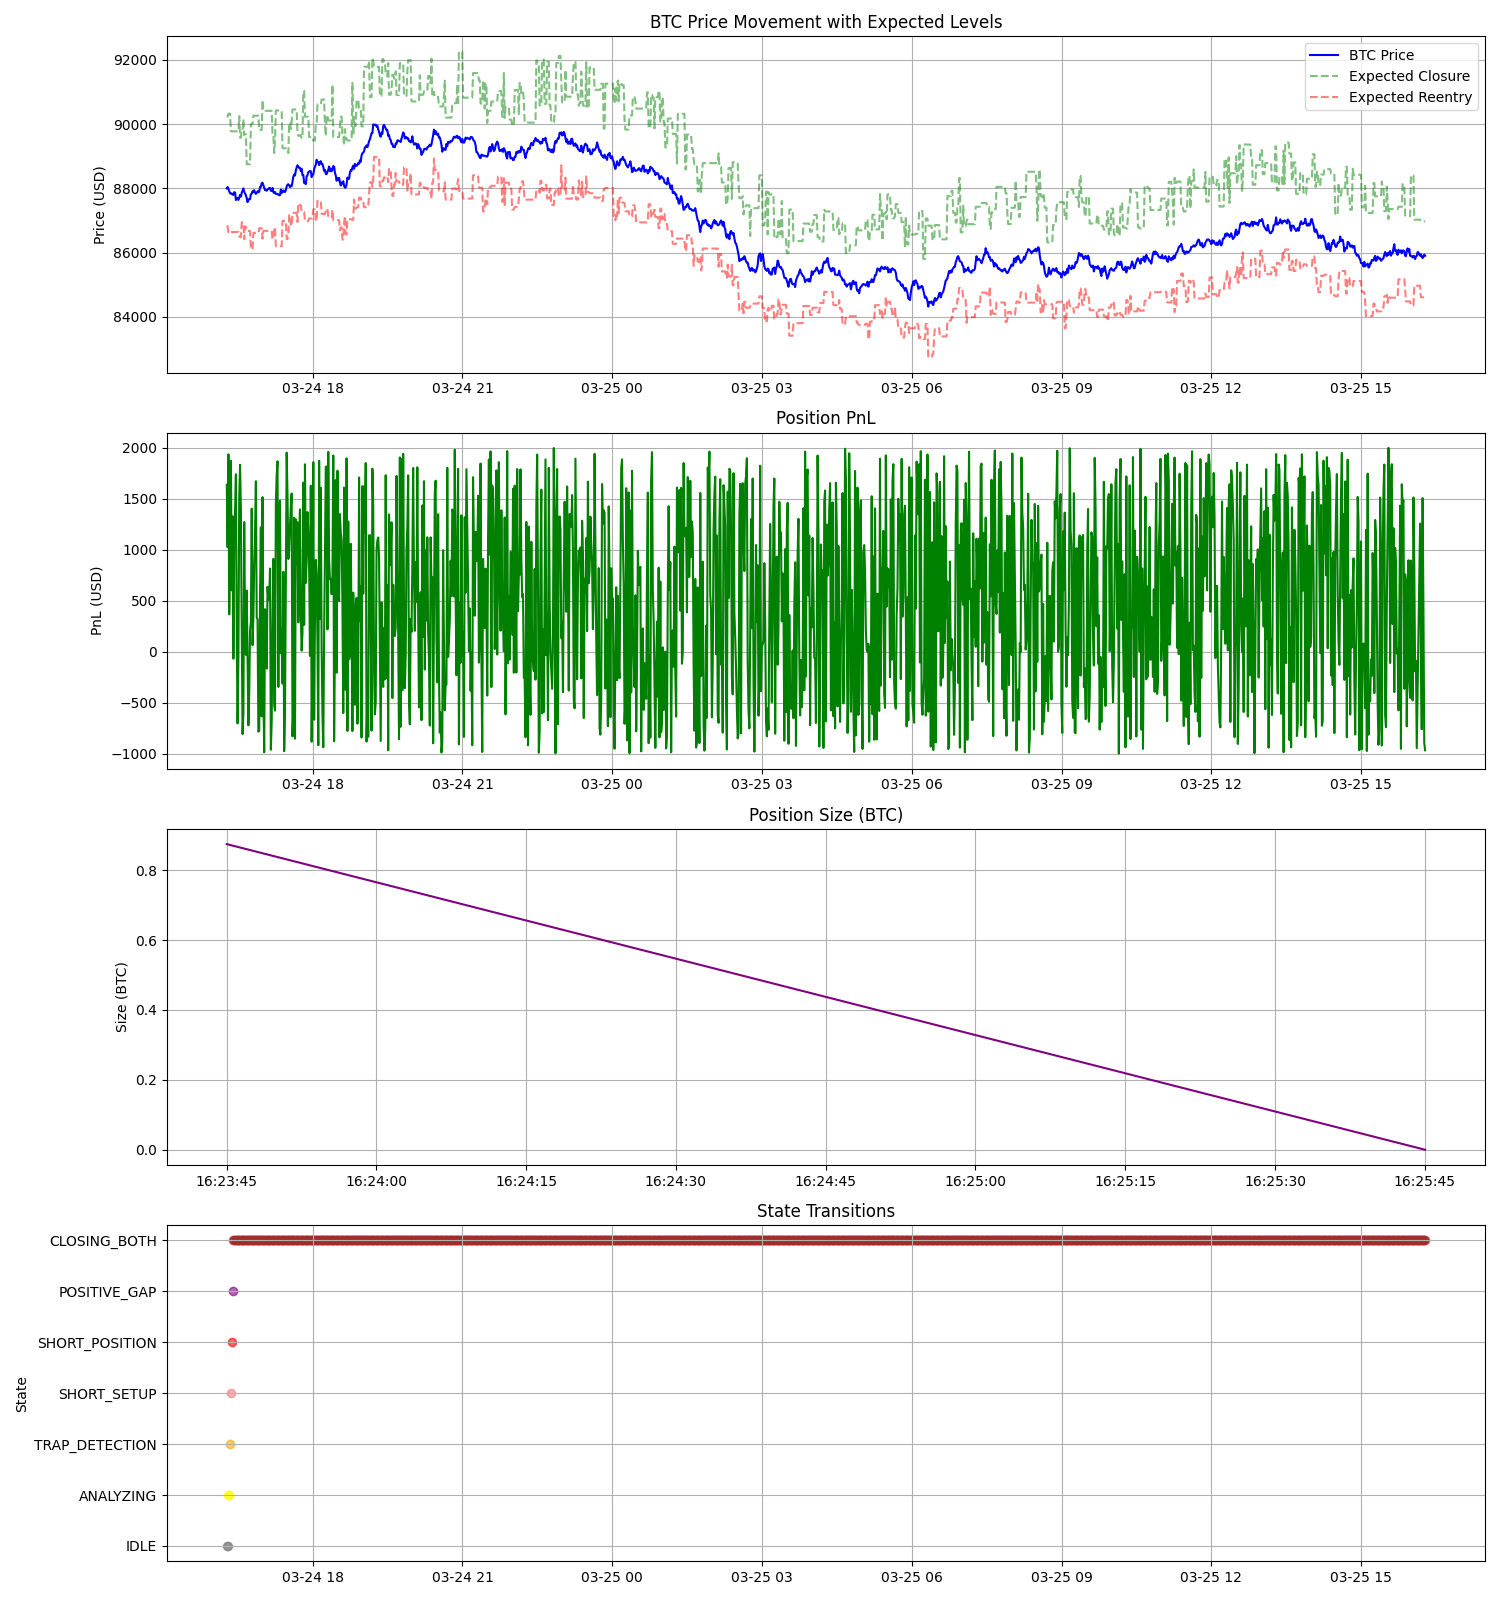 BTC Price Movement with Expected Levels
Price (USD)
92000
90000
88000
86000
84000
BTC Price
Expected Closure
Expected Reentry
03-24 18 03-24 21 03-25 00 03-25 03 03-25 06 03-25 09 03-25 12 03-25 15
Position PnL
PnL (USD)
2000
1500
1000
500
0
−500
−1000
03-24 18 03-24 21 03-25 00 03-25 03 03-25 06 03-25 09 03-25 12 03-25 15
Position Size (BTC)
Size (BTC)
0.8
0.6
0.4
0.2
0.0
16:23:45 16:24:00 16:24:15 16:24:30 16:24:45 16:25:00 16:25:15 16:25:30 16:25:45
State Transitions
State
CLOSING_BOTH
POSITIVE_GAP
SHORT_POSITION
SHORT_SETUP
TRAP_DETECTION
ANALYZING
IDLE
03-24 18 03-24 21 03-25 00 03-25 03 03-25 06 03-25 09 03-25 12 03-25 15